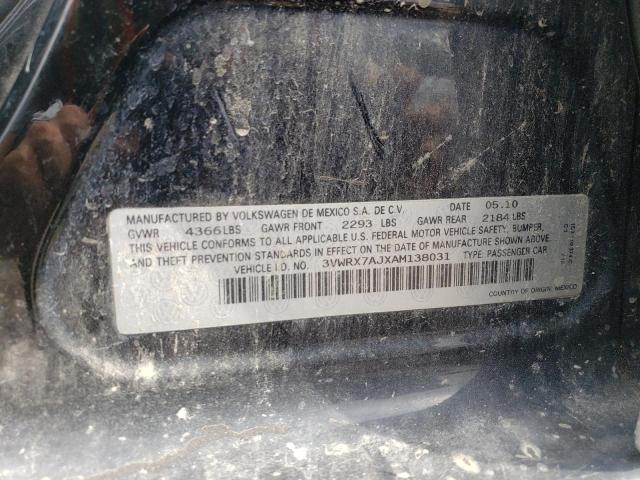 MANUFACTURED BY VOLKSWAGEN DE MEXICO S.A. DE C.V. DATE 05.10
GVWR 4366LBS GAWR FRONT 2293 LBS GAWR REAR 2184LBS
THIS VEHICLE CONFORMS TO ALL APPLICABLE U.S. FEDERAL MOTOR VEHICLE SAFETY, BUMPER,
AND THEFT PREVENTION STANDARDS IN EFFECT ON THE DATE OF MANUFACTURE SHOWN ABOVE.
VEHICLE I.D. NO. 3VWRX7AJXAM138031 TYPE: PASSENGER CAR
COUNTRY OF ORIGIN: MEXICO